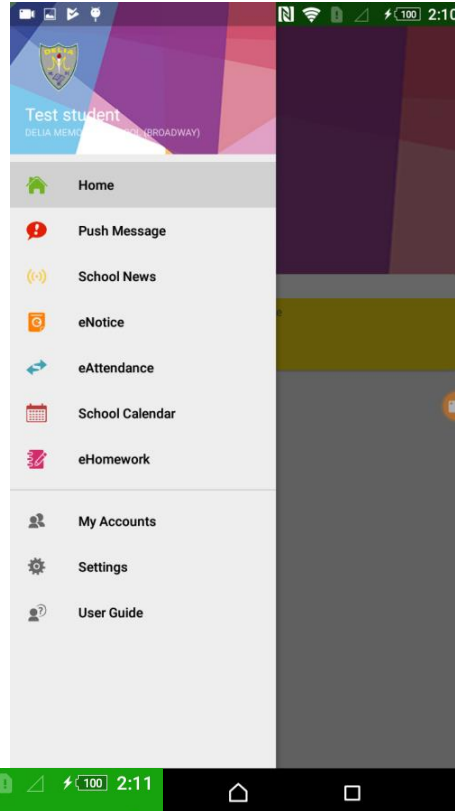 100 2:10
DELIA
Test student
(BROADWAY)
Home
Push Message
School News
eNotice
eAttendance
School Calendar
eHomework
My Accounts
Settings
User Guide
100 2:11